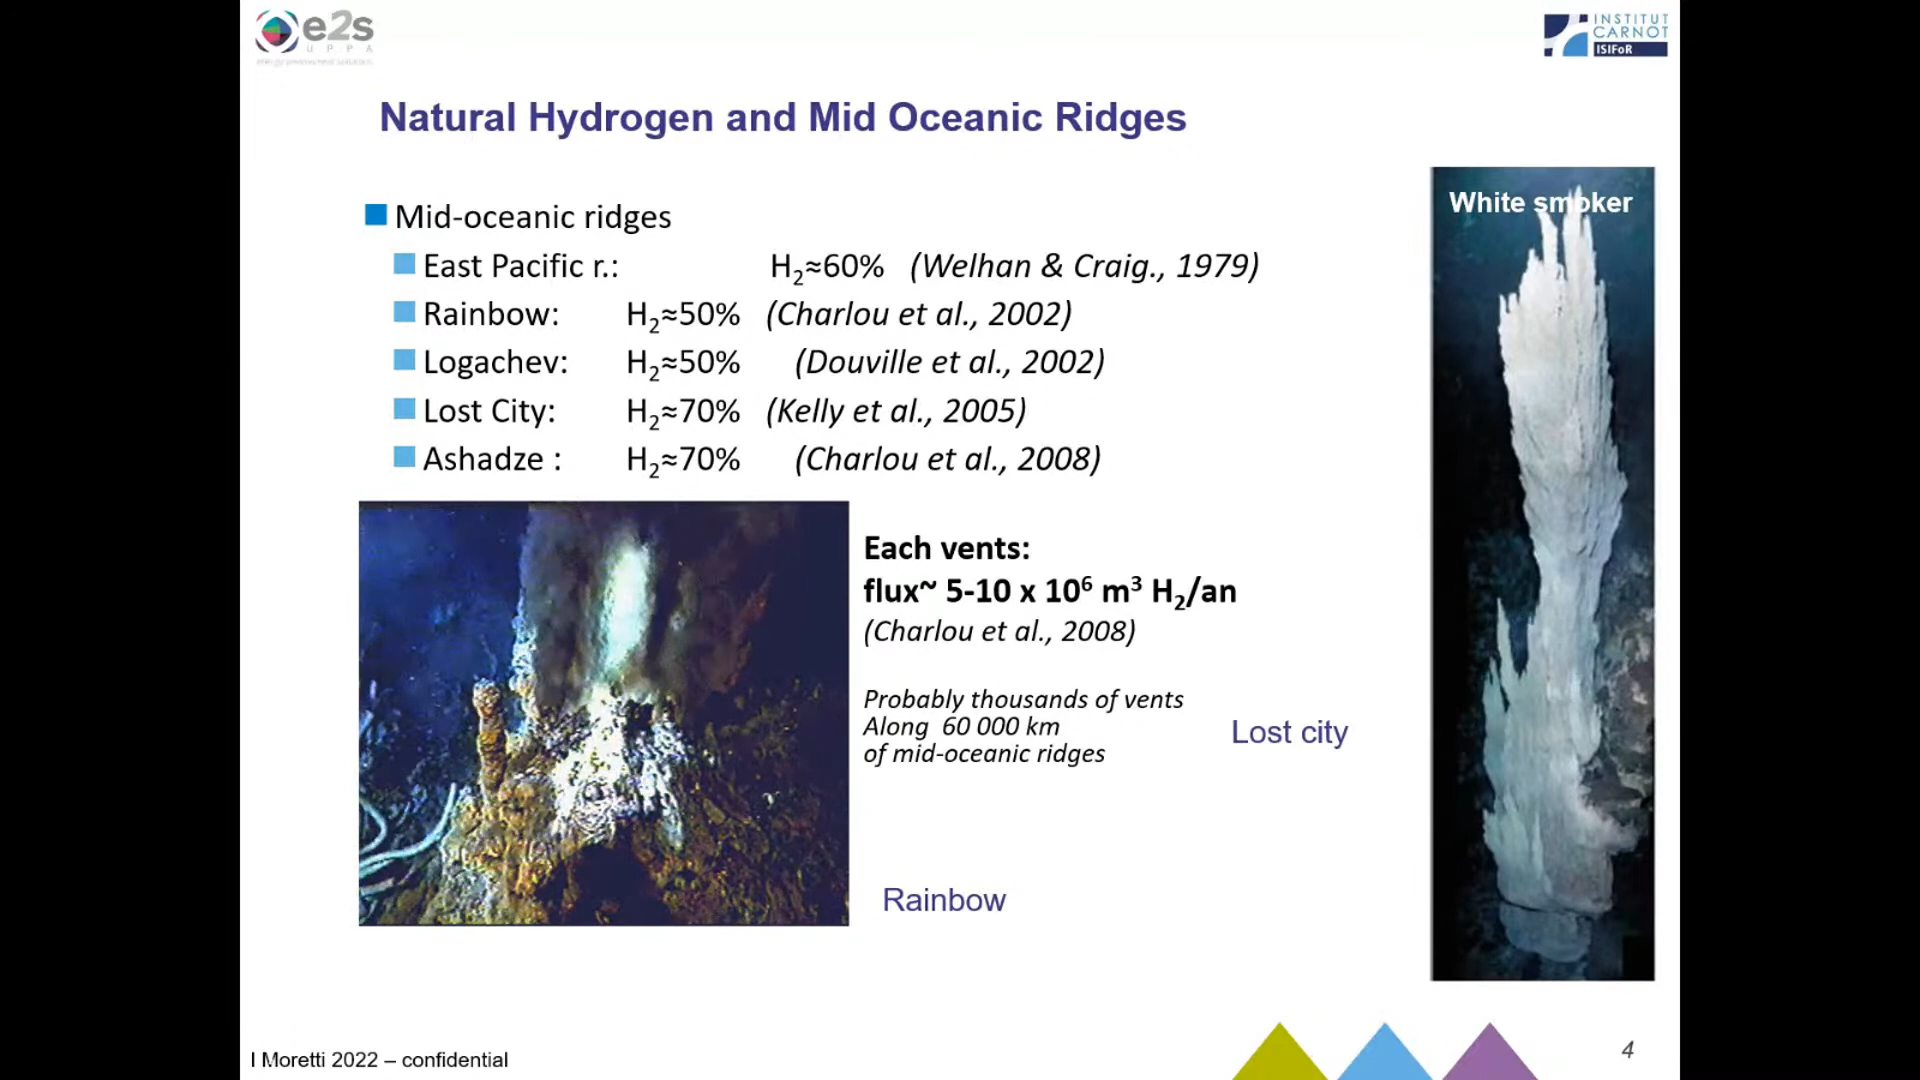 e2s
UPPA
INSTITUT
CARNOT
ISIFoR
Natural Hydrogen and Mid Oceanic Ridges
Mid-oceanic ridges
East Pacific r.: H₂≈60% (Welhan & Craig., 1979)
Rainbow: H₂≈50% (Charlou et al., 2002)
Logachev: H₂≈50% (Douville et al., 2002)
Lost City: H₂≈70% (Kelly et al., 2005)
Ashadze : H₂≈70% (Charlou et al., 2008)
White smoker
Each vents:
flux~ 5-10 x 10⁶ m³ H₂/an
(Charlou et al., 2008)
Probably thousands of vents
Along 60 000 km
of mid-oceanic ridges
Lost city
Rainbow
I Moretti 2022 – confidential
4